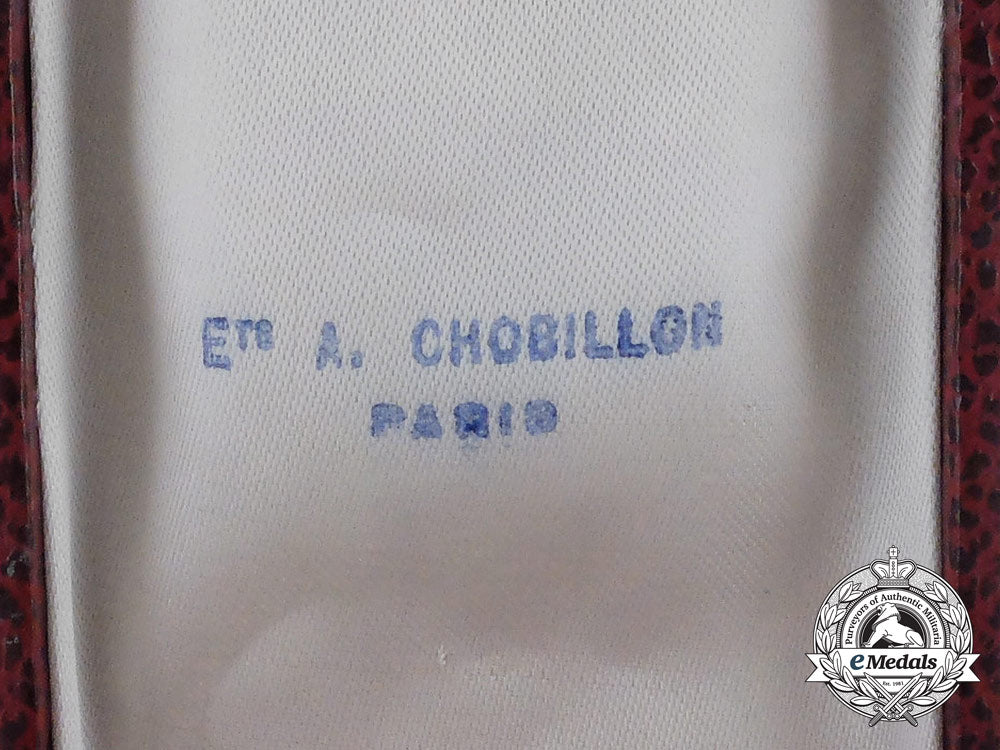 Ets A. CHOBILLON
PARIS
Purveyors of Authentic Militaria
eMedals
Est. 1981